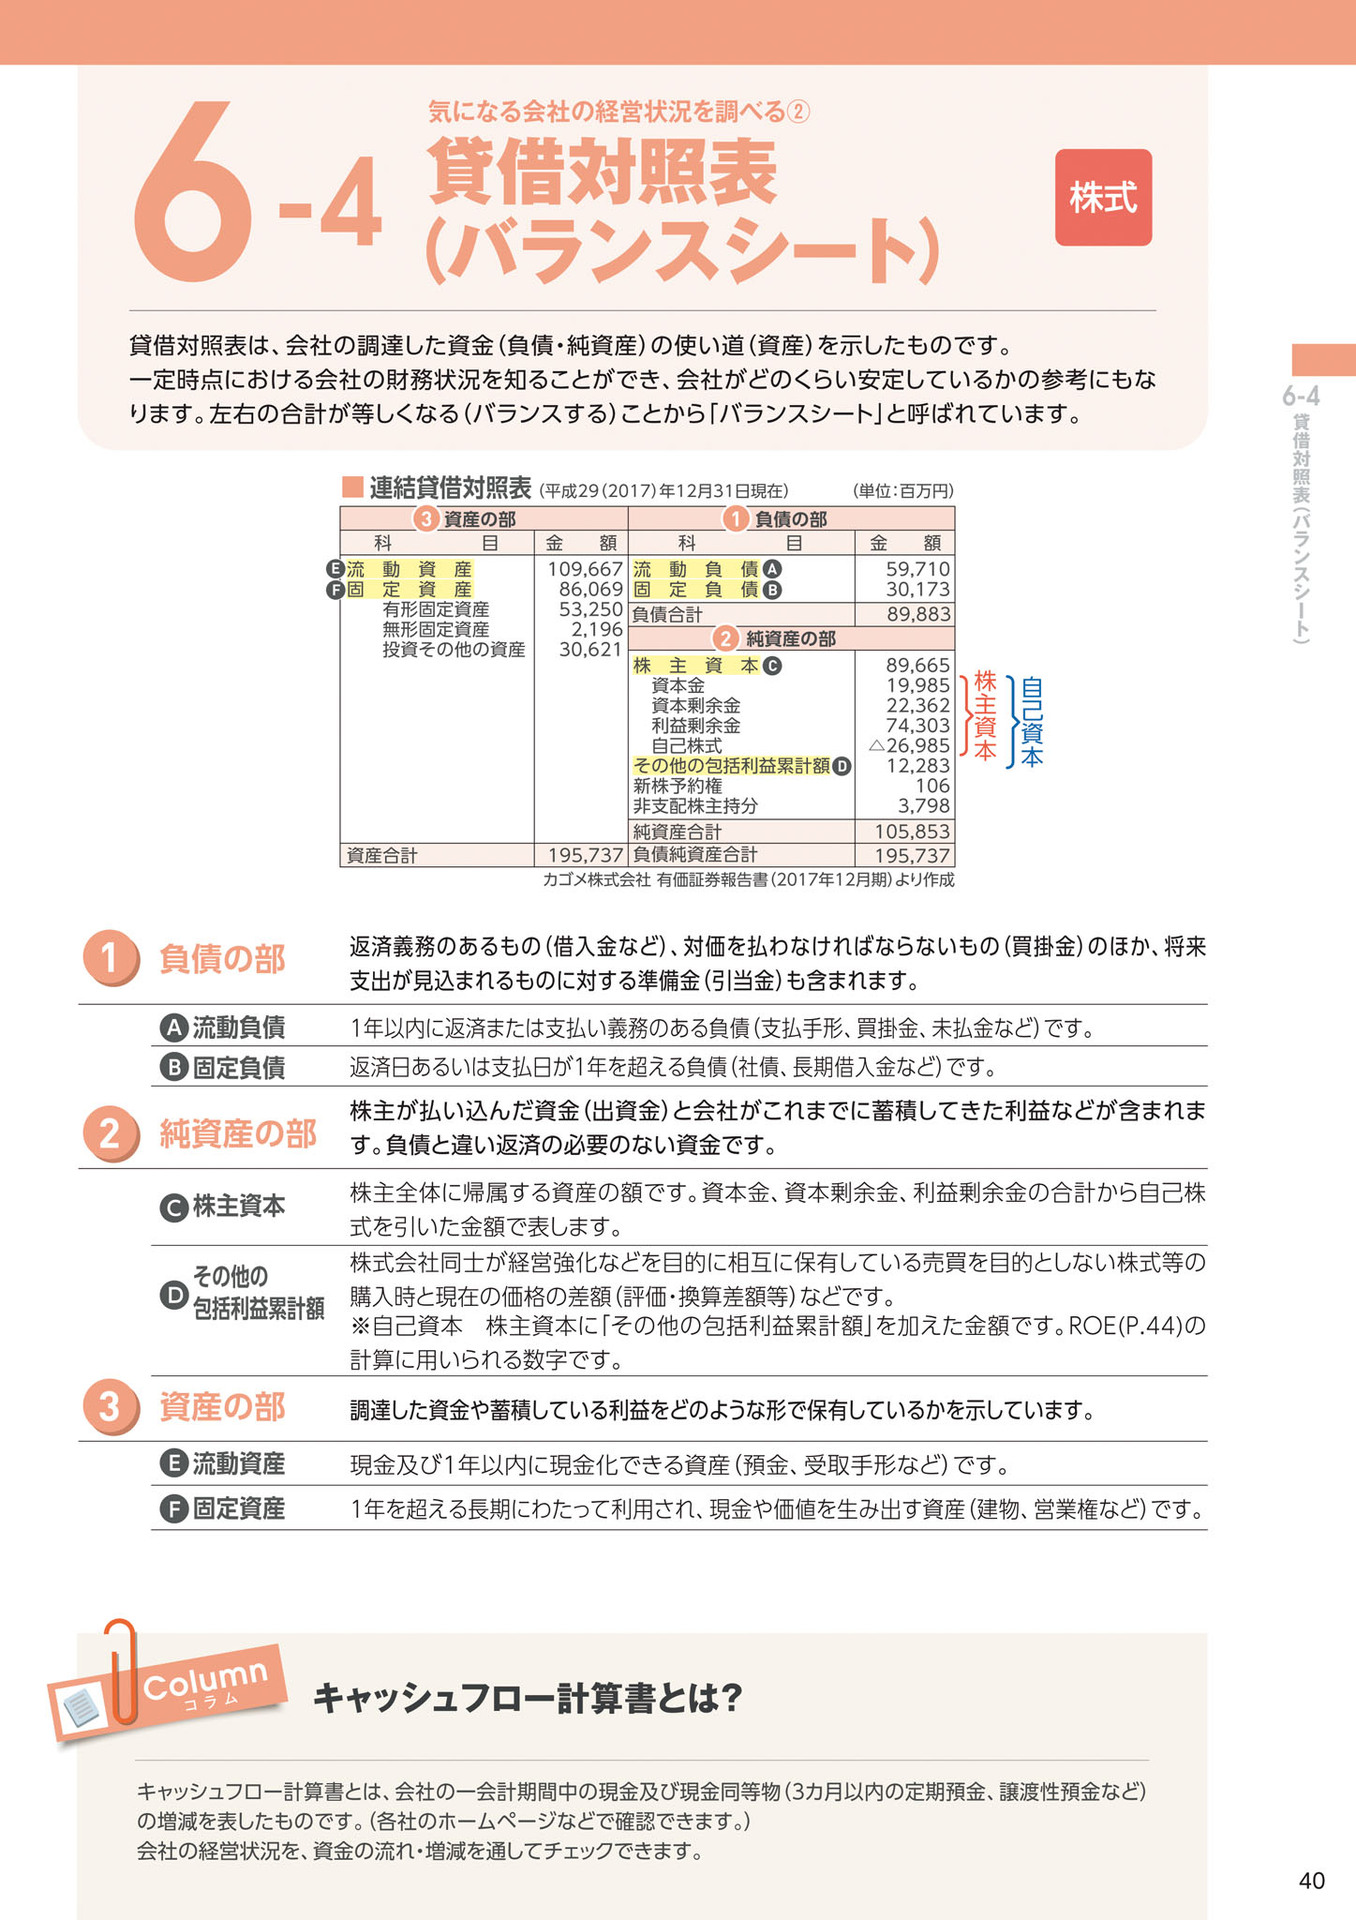 6-4
気になる会社の経営状況を調べる②
貸借対照表
(バランスシート)
株式
貸借対照表は、会社の調達した資金(負債・純資産)の使い道(資産)を示したものです。
一定時点における会社の財務状況を知ることができ、会社がどのくらい安定しているかの参考にもな
ります。左右の合計が等しくなる(バランスする)ことから「バランスシート」と呼ばれています。
6-4
貸借対照表(バランスシート)
■連結貸借対照表(平成29(2017)年12月31日現在) (単位:百万円)
3 資産の部 1 負債の部
科 目 金 額 科 目 金 額
E 流動資産 109,667 流動負債 A 59,710
F 固定資産 86,069 固定負債 B 30,173
有形固定資産 53,250 負債合計 89,883
無形固定資産 2,196 2 純資産の部
投資その他の資産 30,621
株主資本 C 89,665
資本金 19,985
資本剰余金 22,362
利益剰余金 74,303
自己株式 △26,985
その他の包括利益累計額 D 12,283
新株予約権 106
非支配株主持分 3,798
株主資本
自己資本
純資産合計 105,853
資産合計 195,737 負債純資産合計 195,737
カゴメ株式会社 有価証券報告書(2017年12月期)より作成
1 負債の部
返済義務のあるもの(借入金など)、対価を払わなければならないもの(買掛金)のほか、将来
支出が見込まれるものに対する準備金(引当金)も含まれます。
A 流動負債 1年以内に返済または支払い義務のある負債(支払手形、買掛金、未払金など)です。
B 固定負債 返済日あるいは支払日が1年を超える負債(社債、長期借入金など)です。
2 純資産の部
株主が払い込んだ資金(出資金)と会社がこれまでに蓄積してきた利益などが含まれま
す。負債と違い返済の必要のない資金です。
C 株主資本
株主全体に帰属する資産の額です。資本金、資本剰余金、利益剰余金の合計から自己株
式を引いた金額で表します。
D その他の
包括利益累計額
株式会社同士が経営強化などを目的に相互に保有している売買を目的としない株式等の
購入時と現在の価格の差額(評価・換算差額等)などです。
※自己資本 株主資本に「その他の包括利益累計額」を加えた金額です。ROE(P.44)の
計算に用いられる数字です。
3 資産の部 調達した資金や蓄積している利益をどのような形で保有しているかを示しています。
E 流動資産 現金及び1年以内に現金化できる資産(預金、受取手形など)です。
F 固定資産 1年を超える長期にわたって利用され、現金や価値を生み出す資産(建物、営業権など)です。
Column
コラム
キャッシュフロー計算書とは?
キャッシュフロー計算書とは、会社の一会計期間中の現金及び現金同等物(3カ月以内の定期預金、譲渡性預金など)
の増減を表したものです。(各社のホームページなどで確認できます。)
会社の経営状況を、資金の流れ・増減を通してチェックできます。
40